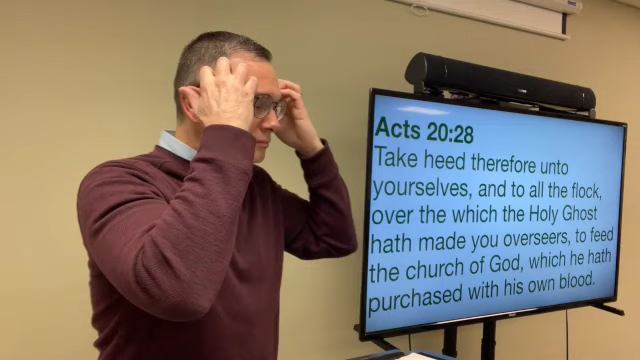 Acts 20:28
Take heed therefore unto
yourselves, and to all the flock,
over the which the Holy Ghost
hath made you overseers, to feed
the church of God, which he hath
purchased with his own blood.